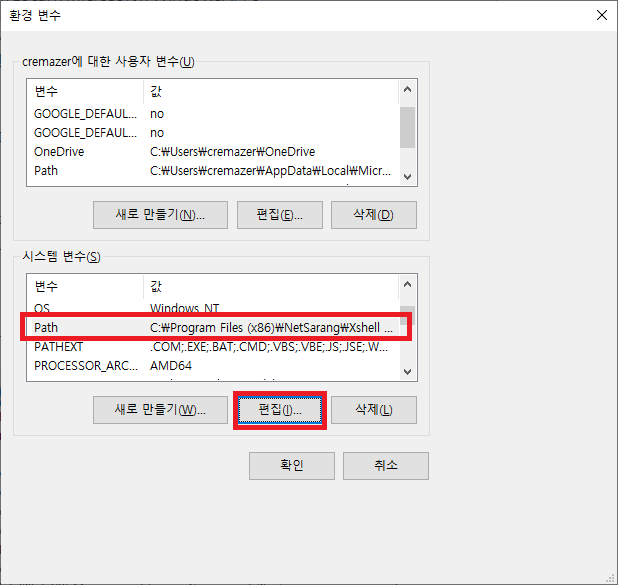 환경 변수
cremazer에 대한 사용자 변수(U)
변수 값
GOOGLE_DEFAUL... no
GOOGLE_DEFAUL... no
OneDrive C:₩Users₩cremazer₩OneDrive
Path C:₩Users₩cremazer₩AppData₩Local₩Micr...
새로 만들기(N)... 편집(E)... 삭제(D)
시스템 변수(S)
변수 값
OS Windows_NT
Path C:₩Program Files (x86)₩NetSarang₩Xshell ...
PATHEXT .COM;.EXE;.BAT;.CMD;.VBS;.VBE;.JS;.JSE;.W...
PROCESSOR_ARC... AMD64
새로 만들기(W)... 편집(I)... 삭제(L)
확인 취소